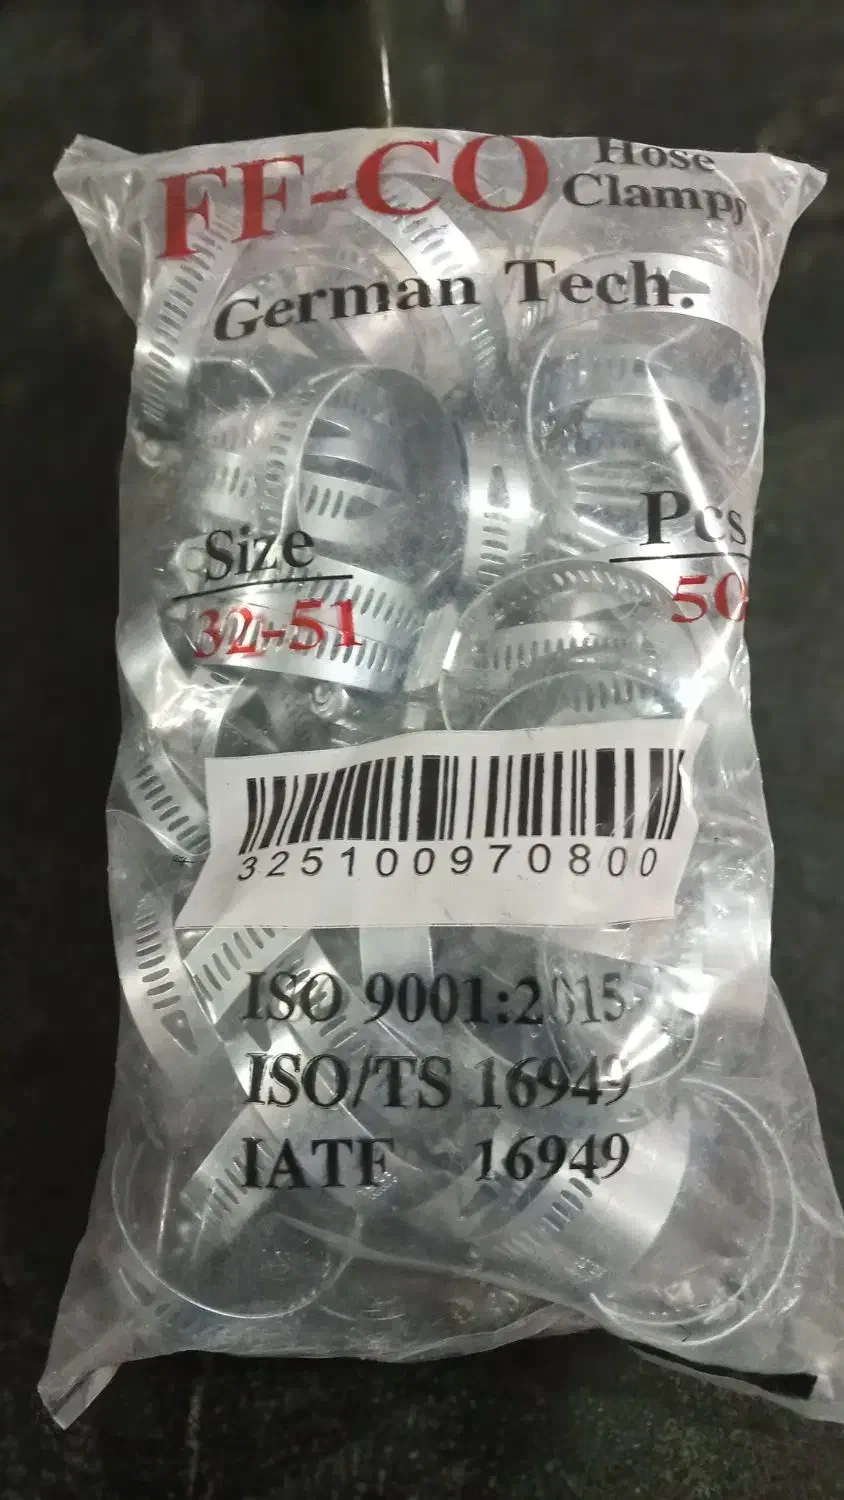 FF-CO Hose Clamps
German Tech.
Size Pcs
32-51 50
325100970800
ISO 9001:2015
ISO/TS 16949
IATF 16949